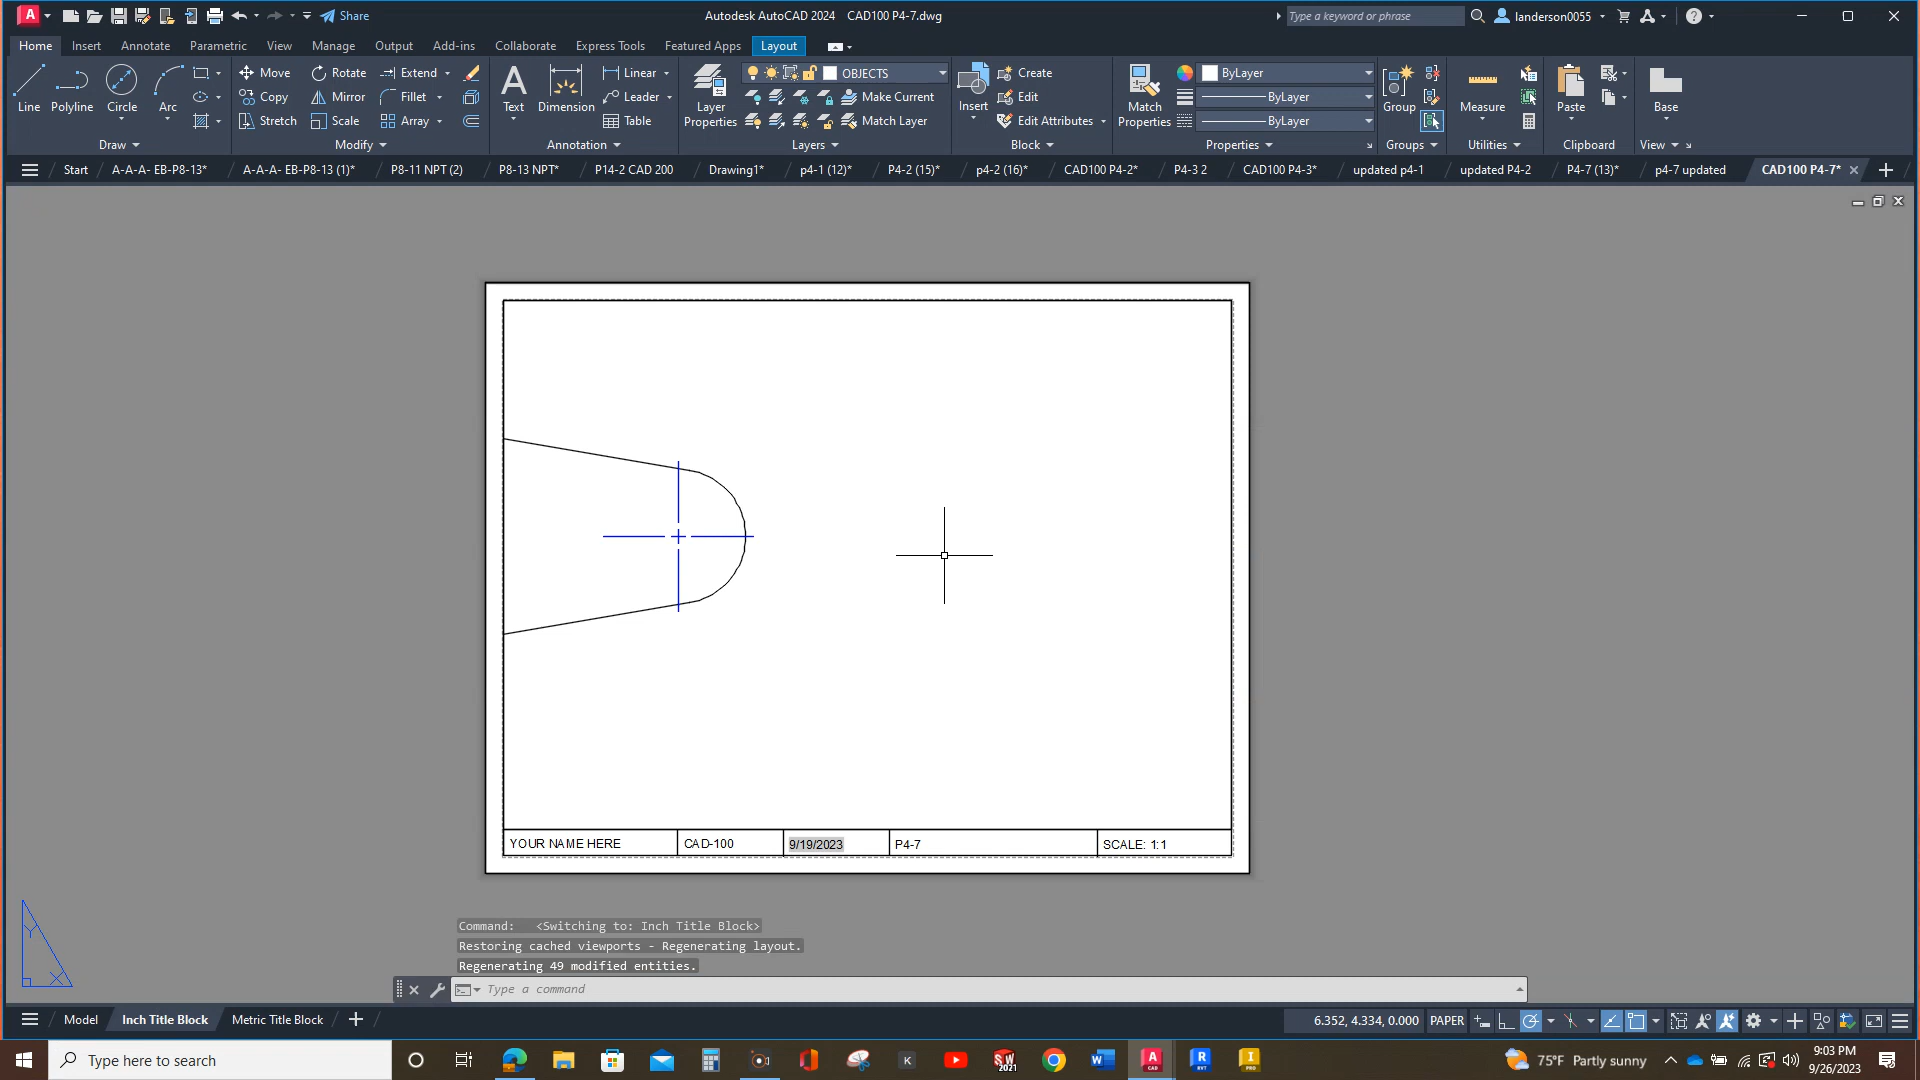 A Share Autodesk AutoCAD 2024 CAD100 P4-7.dwg Type a keyword or phrase landerson0055
Home Insert Annotate Parametric View Manage Output Add-ins Collaborate Express Tools Featured Apps Layout
Move Rotate Extend Linear OBJECTS Create ByLayer
Copy Mirror Fillet Leader Make Current Edit ByLayer
Line Polyline Circle Arc Text Dimension Layer Properties Insert Match Properties Group Measure Paste Base
Stretch Scale Array Table Match Layer Edit Attributes ByLayer
Draw Modify Annotation Layers Block Properties Groups Utilities Clipboard View
Start A-A-A- EB-P8-13* A-A-A- EB-P8-13 (1)* P8-11 NPT (2) P8-13 NPT* P14-2 CAD 200 Drawing1* p4-1 (12)* P4-2 (15)* p4-2 (16)* CAD100 P4-2* P4-3 2 CAD100 P4-3* updated p4-1 updated P4-2 P4-7 (13)* p4-7 updated CAD100 P4-7*
YOUR NAME HERE CAD-100 9/19/2023 P4-7 SCALE: 1:1
Y
X
Command: <Switching to: Inch Title Block>
Restoring cached viewports - Regenerating layout.
Regenerating 49 modified entities.
Type a command
Model Inch Title Block Metric Title Block 6.352, 4.334, 0.000 PAPER
Type here to search K SW 2021 A CAD R RVT I PRO 75°F Partly sunny 9:03 PM
9/26/2023